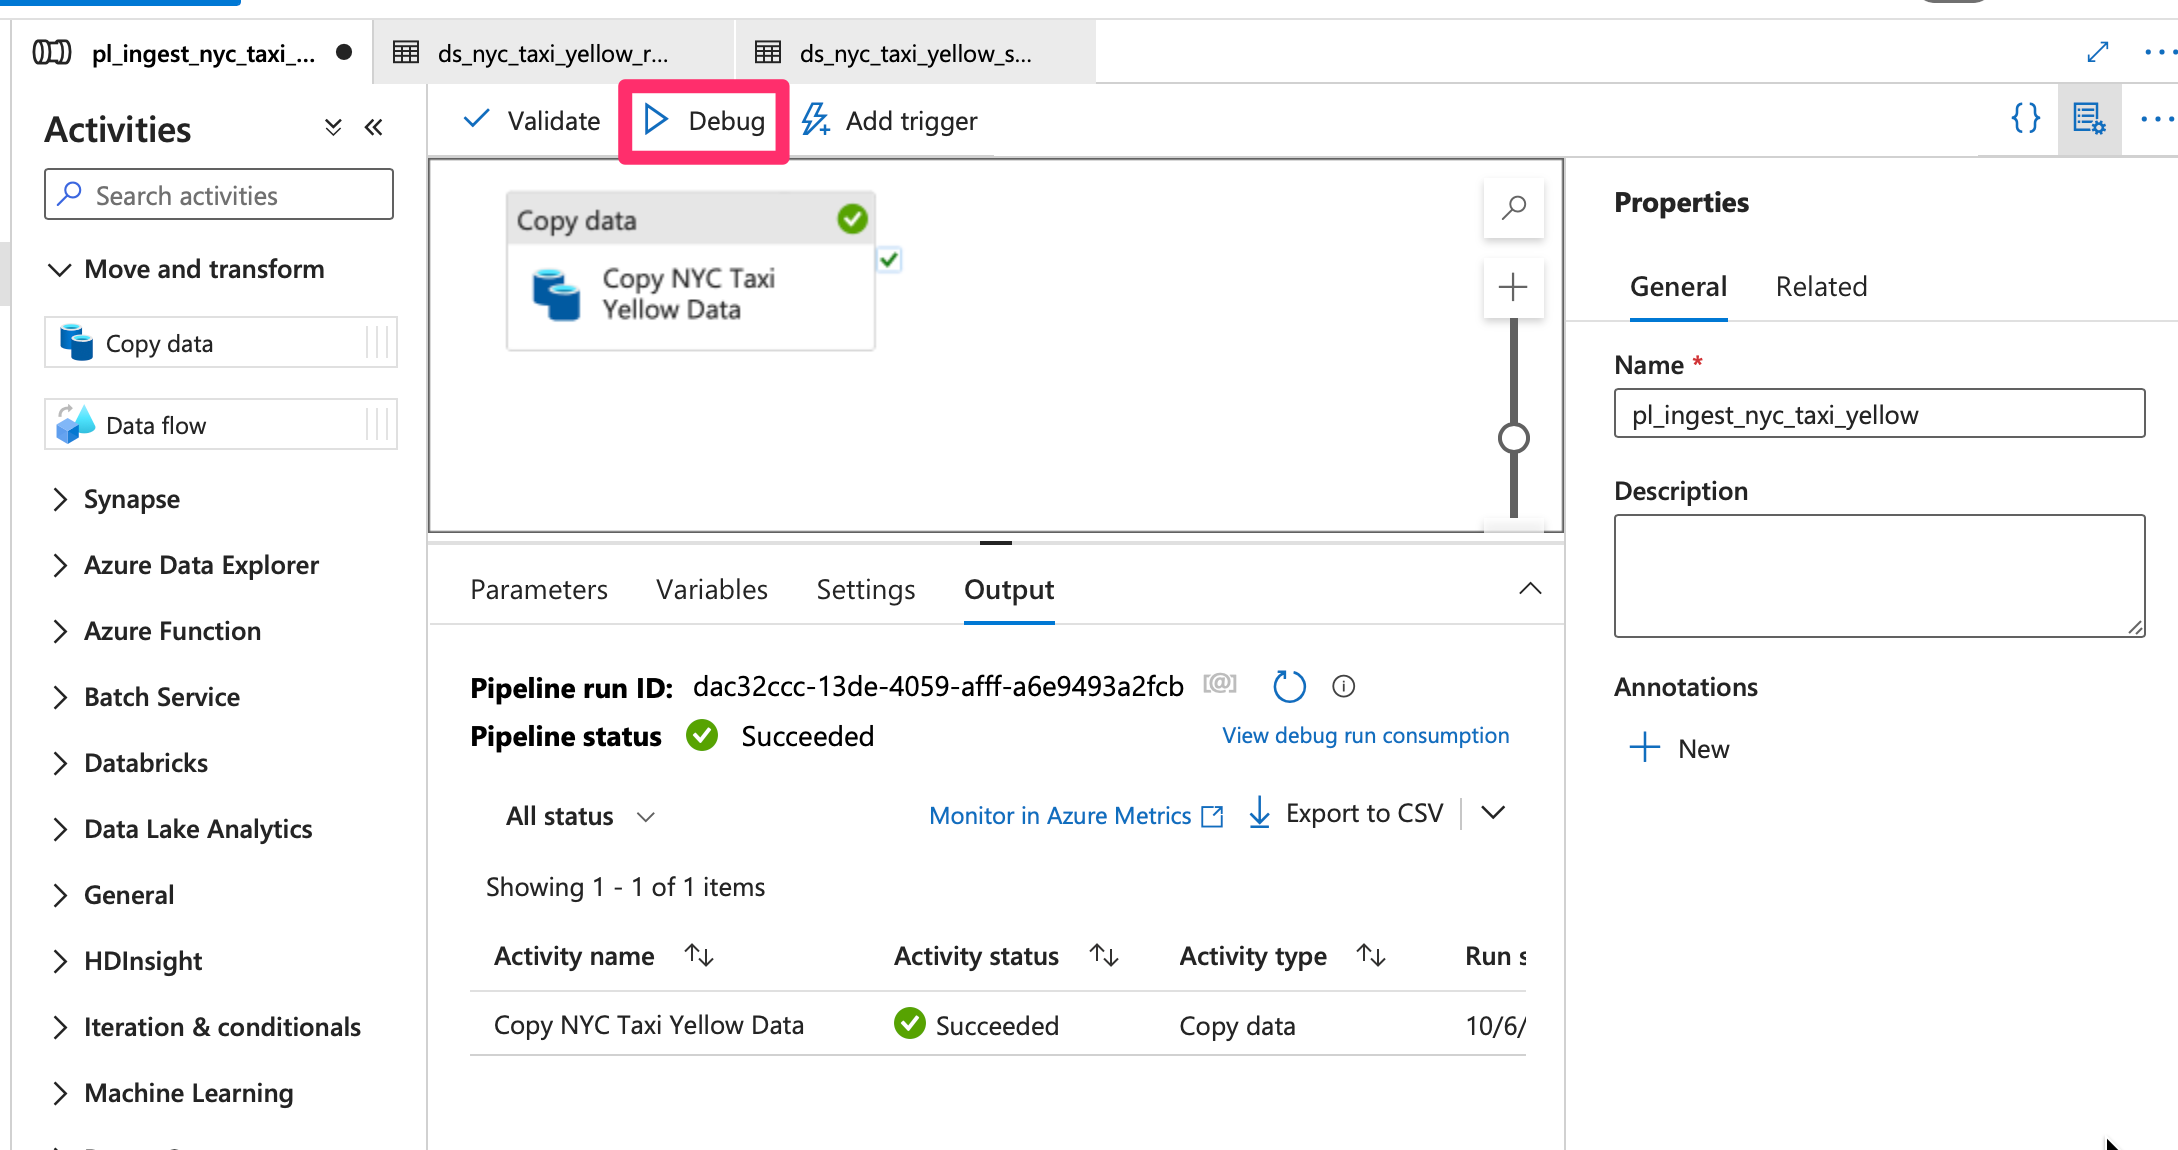 pl_ingest_nyc_taxi_...
ds_nyc_taxi_yellow_r...
ds_nyc_taxi_yellow_s...
Activities
Search activities
Move and transform
Copy data
Data flow
Synapse
Azure Data Explorer
Azure Function
Batch Service
Databricks
Data Lake Analytics
General
HDInsight
Iteration & conditionals
Machine Learning
Validate
Debug
Add trigger
{}
Copy data
Copy NYC Taxi
Yellow Data
Parameters Variables Settings Output
Pipeline run ID: dac32ccc-13de-4059-afff-a6e9493a2fcb [@]
Pipeline status Succeeded
View debug run consumption
All status
Monitor in Azure Metrics
Export to CSV
Showing 1 - 1 of 1 items
Activity name Activity status Activity type Run s
Copy NYC Taxi Yellow Data Succeeded Copy data 10/6/
Properties
General Related
Name *
pl_ingest_nyc_taxi_yellow
Description
Annotations
New